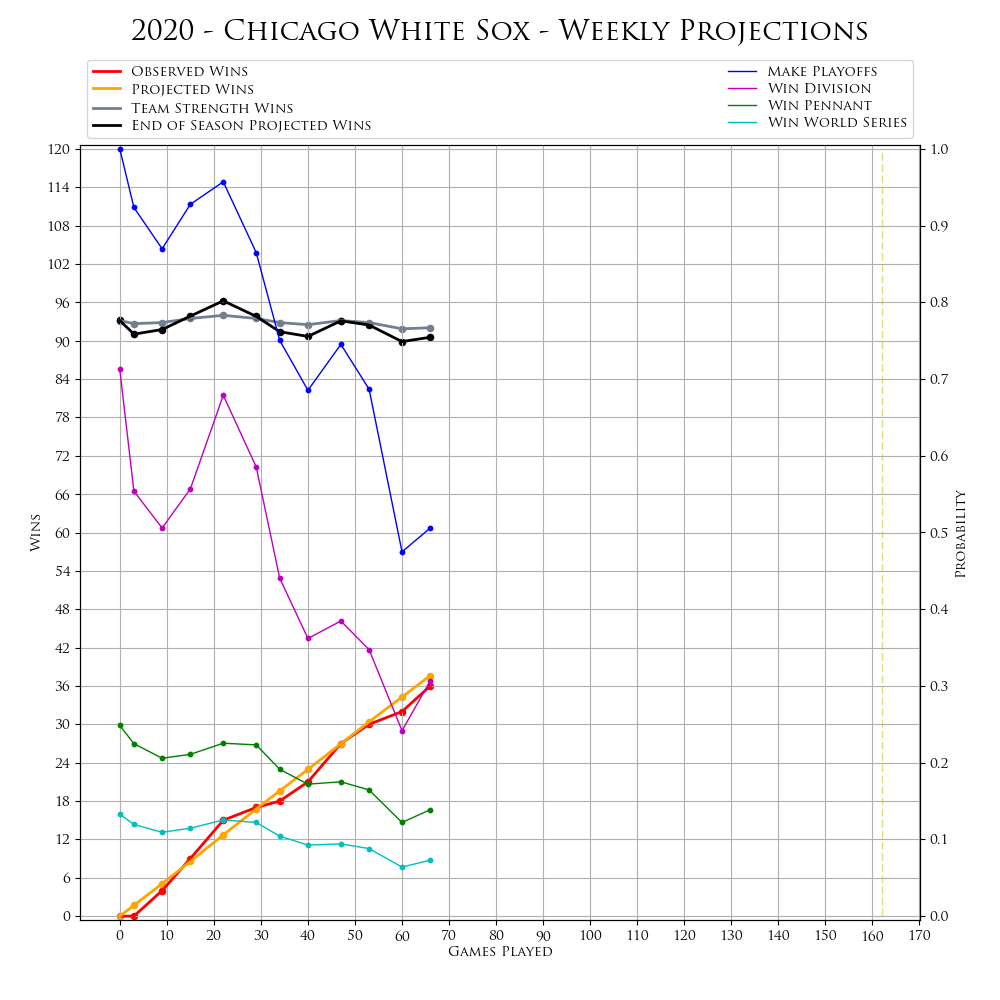 2020 - Chicago White Sox - Weekly Projections
Observed Wins
Projected Wins
Team Strength Wins
End of Season Projected Wins
Make Playoffs
Win Division
Win Pennant
Win World Series
120
114
108
102
96
90
84
78
72
66
60
54
48
42
36
30
24
18
12
6
0
Wins
1.0
0.9
0.8
0.7
0.6
0.5
0.4
0.3
0.2
0.1
0.0
Probability
0 10 20 30 40 50 60 70 80 90 100 110 120 130 140 150 160 170
Games Played